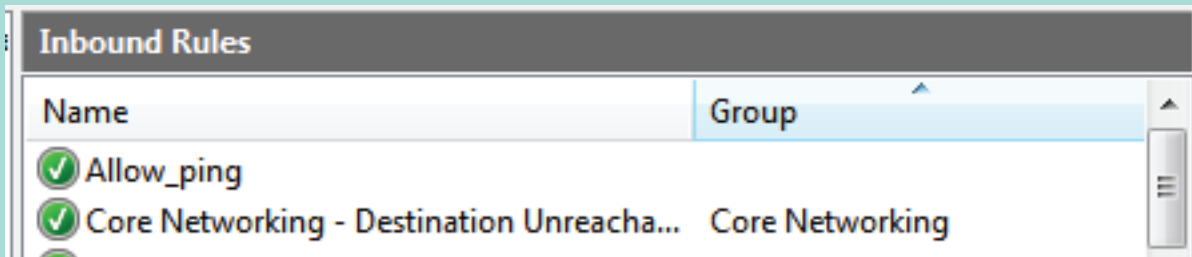 Inbound Rules
Name Group
Allow_ping
Core Networking - Destination Unreacha... Core Networking